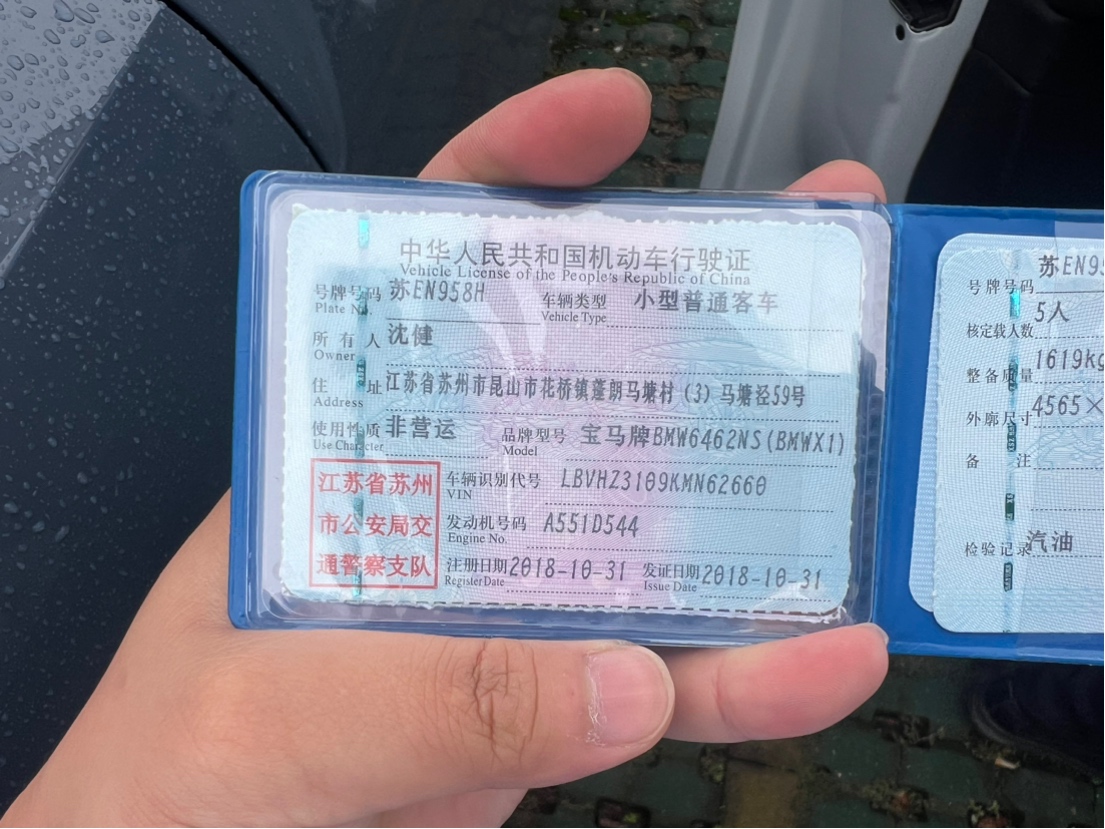 中华人民共和国机动车行驶证
Vehicle License of the People's Republic of China
号牌号码 苏EN958H 车辆类型 小型普通客车
Plate No. Vehicle Type
所有人 沈健
Owner
住址 江苏省苏州市昆山市花桥镇蓬朗马塘村(3)马塘泾59号
Address
使用性质 非营运 品牌型号 宝马牌BMW6462NS(BMWX1)
Use Character Model
江苏省苏州
市公安局交
通警察支队
车辆识别代号 LBVHZ3109KMN62660
VIN
发动机号码 A551D544
Engine No.
注册日期 2018-10-31 发证日期 2018-10-31
Register Date Issue Date
号牌号码 苏EN95
核定载人数 5人
整备质量 1619kg
外廓尺寸 4565×
备注
检验记录 汽油